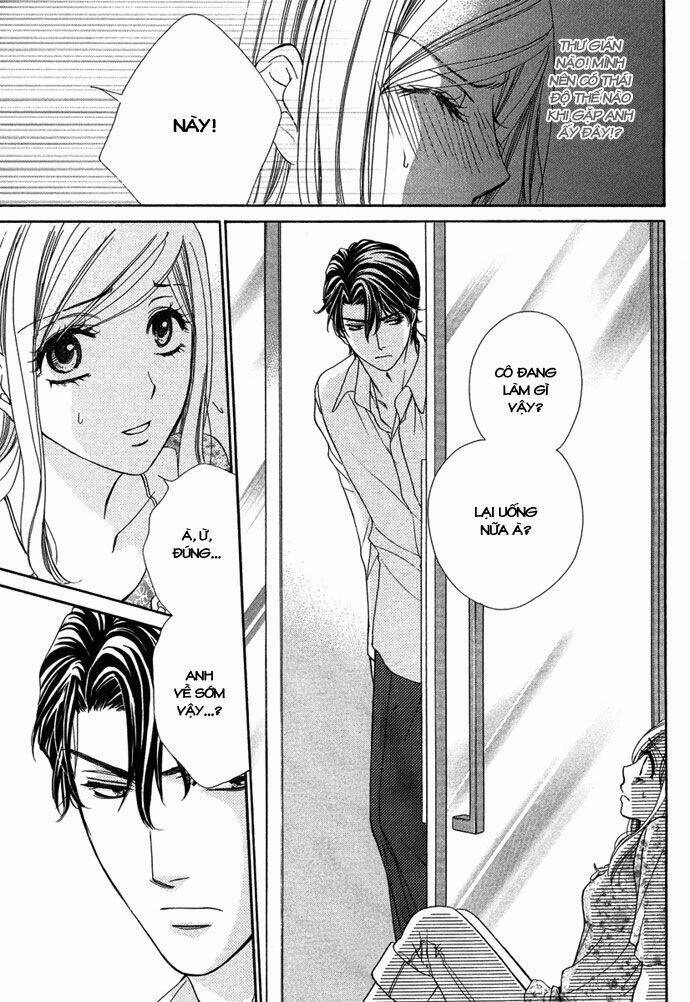 THƯ GIÃN
NÀO! MÌNH
NÊN CÓ THÁI
ĐỘ THẾ NÀO
KHI GẶP ANH
ẤY ĐÂY!?
NÀY!
CÔ ĐANG
LÀM GÌ
VẬY?
LẠI UỐNG
NỮA À?
À, Ừ,
ĐÚNG...
ANH
VỀ SỚM
VẬY...?